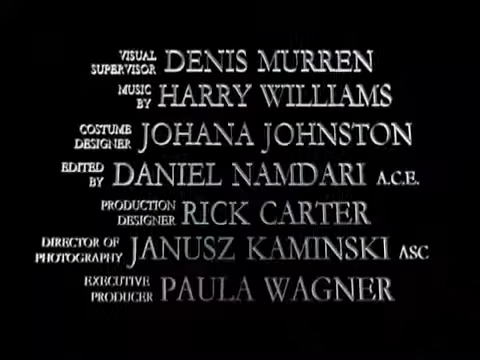 VISUAL SUPERVISOR DENIS MURREN
MUSIC BY HARRY WILLIAMS
COSTUME DESIGNER JOHANA JOHNSTON
EDITED BY DANIEL NAMDARI A.C.E.
PRODUCTION DESIGNER RICK CARTER
DIRECTOR OF PHOTOGRAPHY JANUSZ KAMINSKI ASC
EXECUTIVE PRODUCER PAULA WAGNER